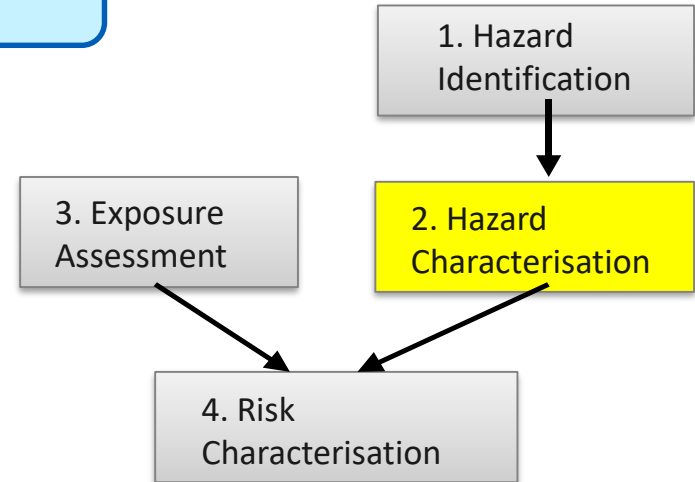 1. Hazard
Identification
3. Exposure
Assessment
2. Hazard
Characterisation
4. Risk
Characterisation